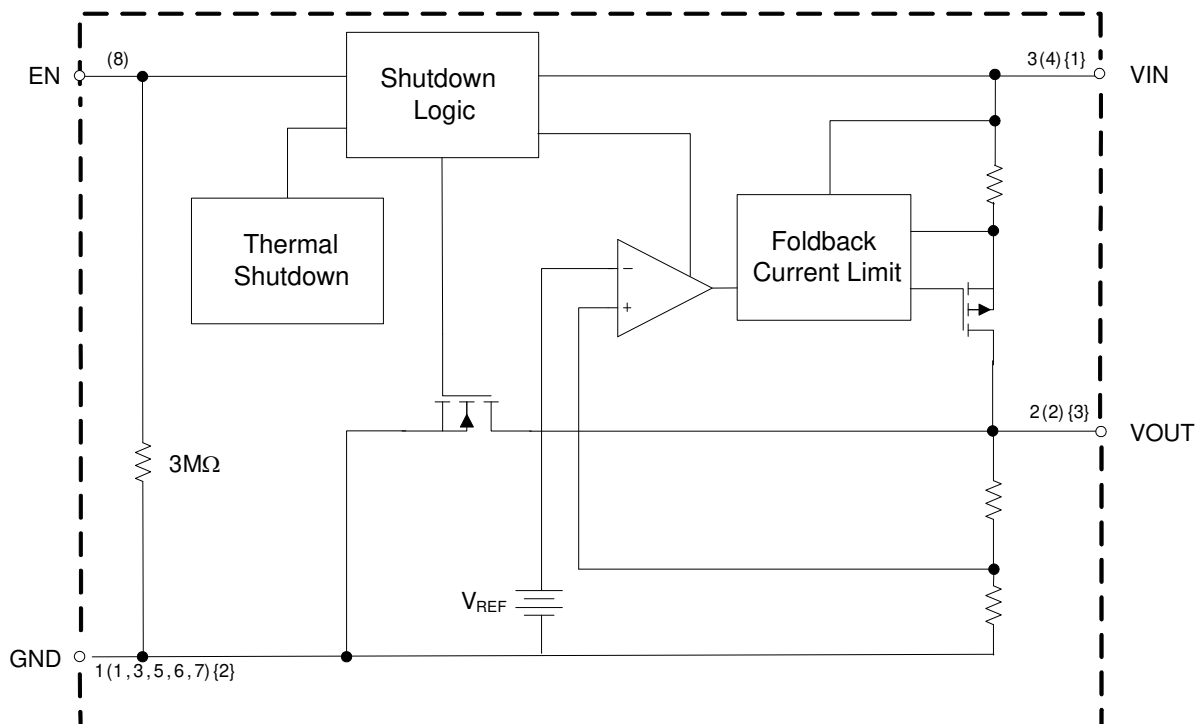 EN
(8)
Shutdown
Logic
3(4){1}
VIN
Thermal
Shutdown
Foldback
Current Limit
−
+
2(2){3}
VOUT
3MΩ
VREF
GND
1(1,3,5,6,7){2}